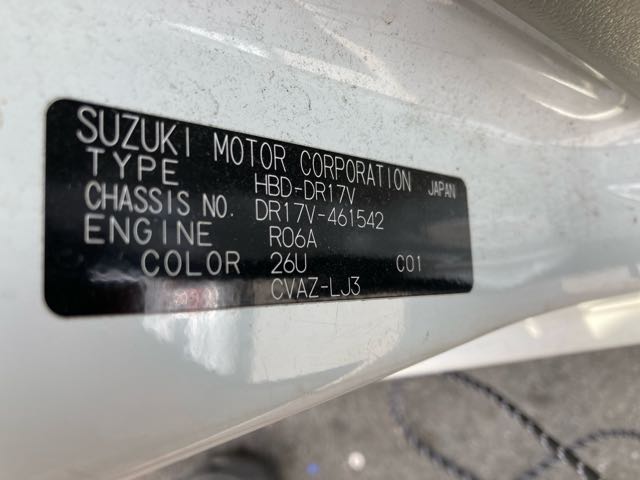 SUZUKI MOTOR CORPORATION JAPAN
TYPE HBD-DR17V
CHASSIS NO. DR17V-461542
ENGINE R06A
COLOR 26U C01
CVAZ-LJ3